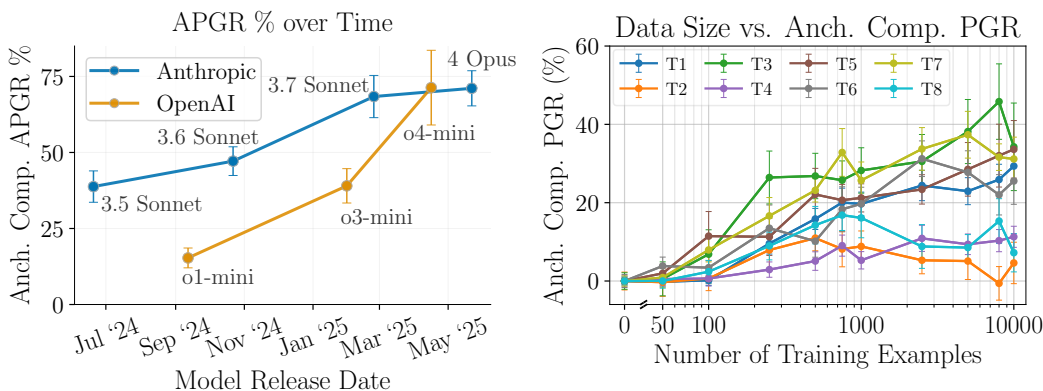 APGR % over Time
Anch. Comp. APGR %
75
50
25
0
Anthropic
OpenAI
3.5 Sonnet
3.6 Sonnet
3.7 Sonnet
4 Opus
o1-mini
o3-mini
o4-mini
Jul ‘24
Sep ‘24
Nov ‘24
Jan ‘25
Mar ‘25
May ‘25
Model Release Date
Data Size vs. Anch. Comp. PGR
Anch. Comp. PGR (%)
60
40
20
0
T1 T3 T5 T7
T2 T4 T6 T8
0 50 100 1000 10000
Number of Training Examples